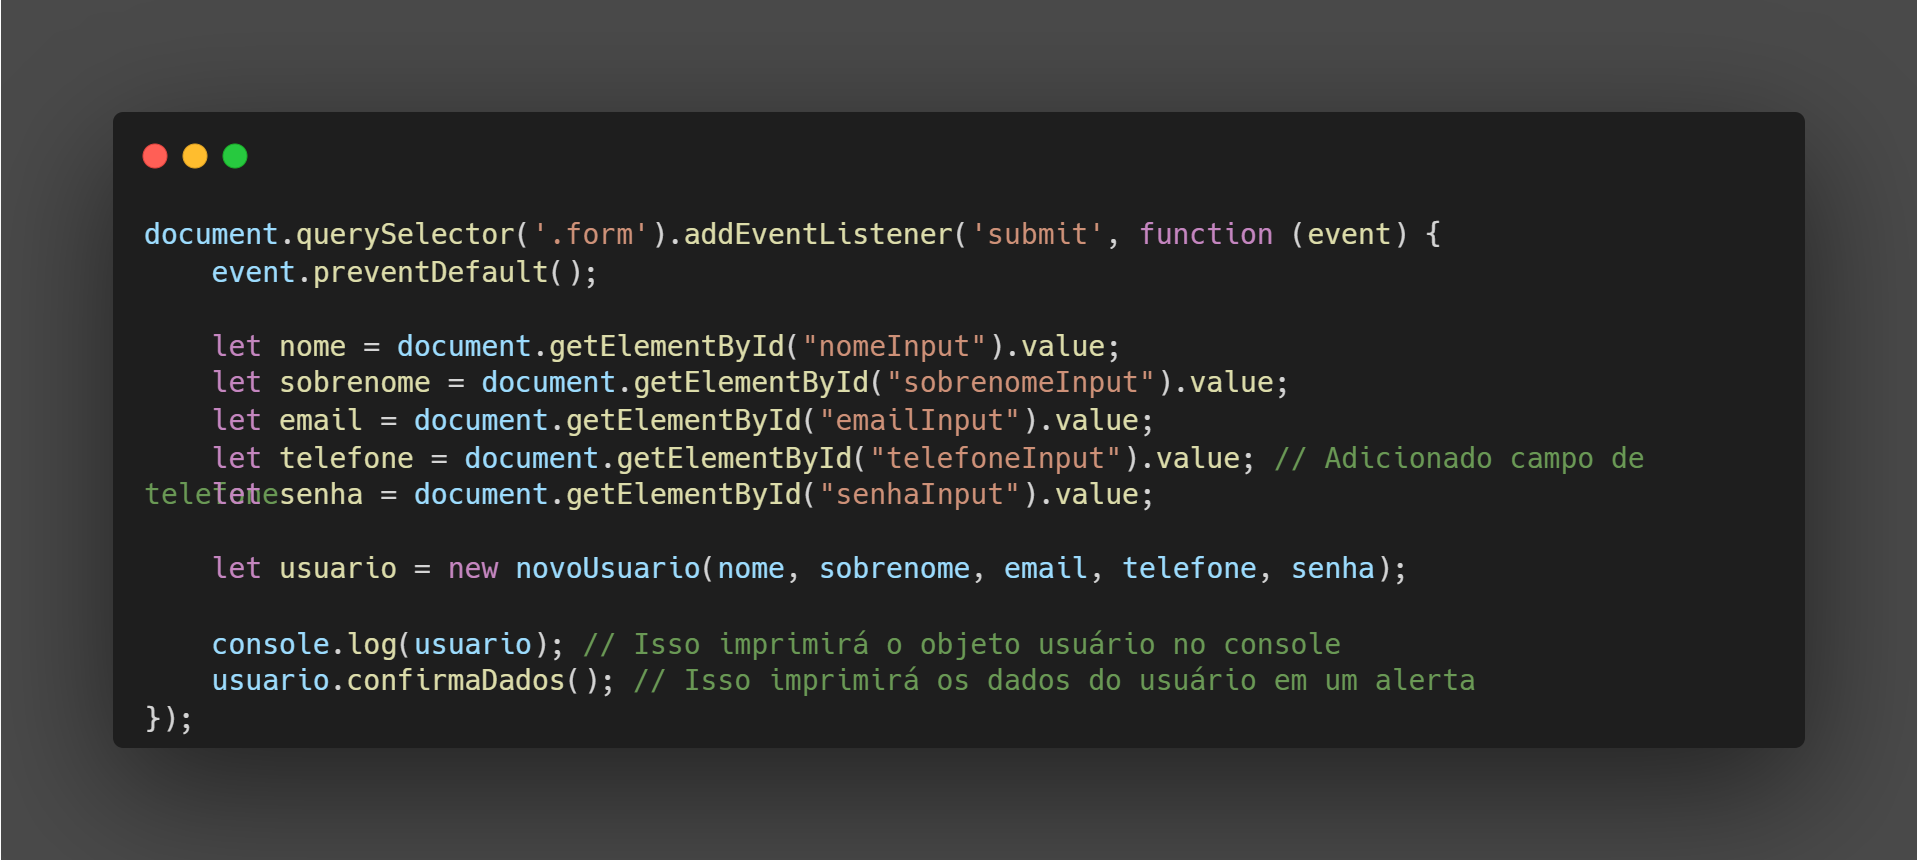 document.querySelector('.form').addEventListener('submit', function (event) {
    event.preventDefault();
    let nome = document.getElementById("nomeInput").value;
    let sobrenome = document.getElementById("sobrenomeInput").value;
    let email = document.getElementById("emailInput").value;
    let telefone = document.getElementById("telefoneInput").value; // Adicionado campo de
telefone
    let senha = document.getElementById("senhaInput").value;
    let usuario = new novoUsuario(nome, sobrenome, email, telefone, senha);
    console.log(usuario); // Isso imprimirá o objeto usuário no console
    usuario.confirmaDados(); // Isso imprimirá os dados do usuário em um alerta
});